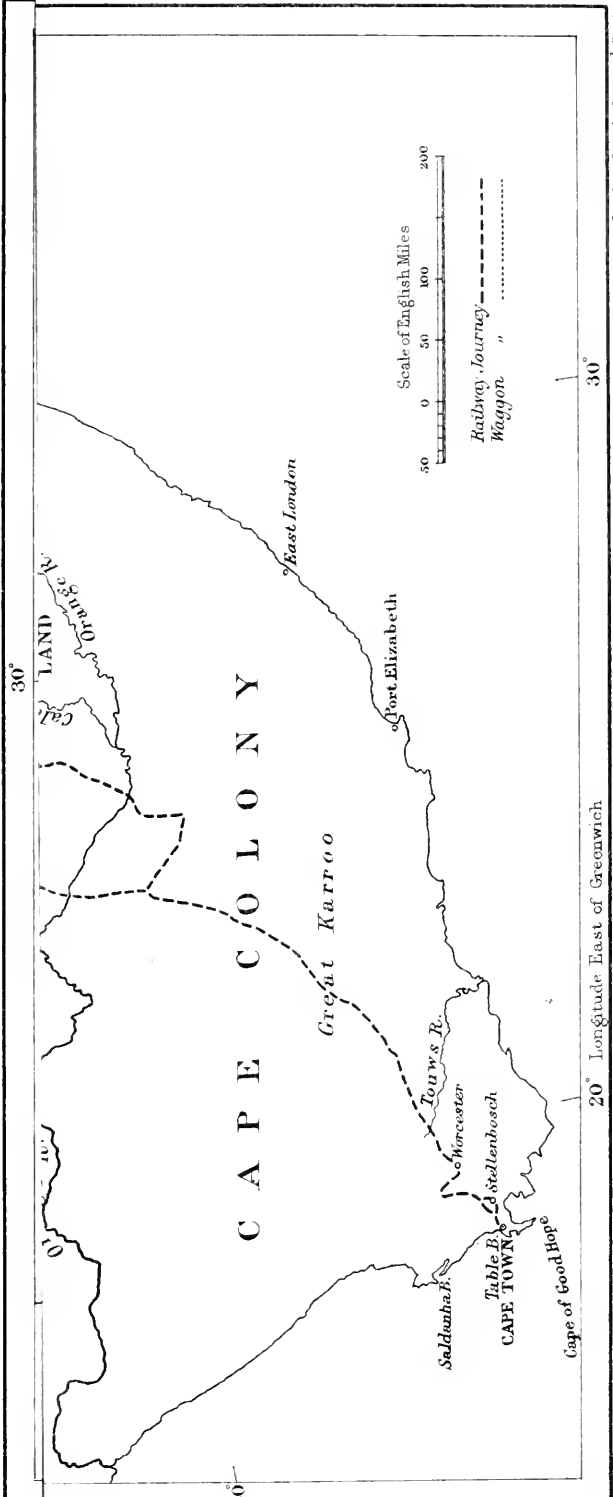 30°
Orange R.
LAND
CAPE COLONY
Great Karroo
East London
Port Elizabeth
Touws R.
Worcester
Stellenbosch
Saldanha B.
Table B.
CAPE TOWN
Cape of Good Hope
Scale of English Miles
50 0 50 100 200
Railway Journey
Waggon "
20° Longitude East of Greenwich 30°